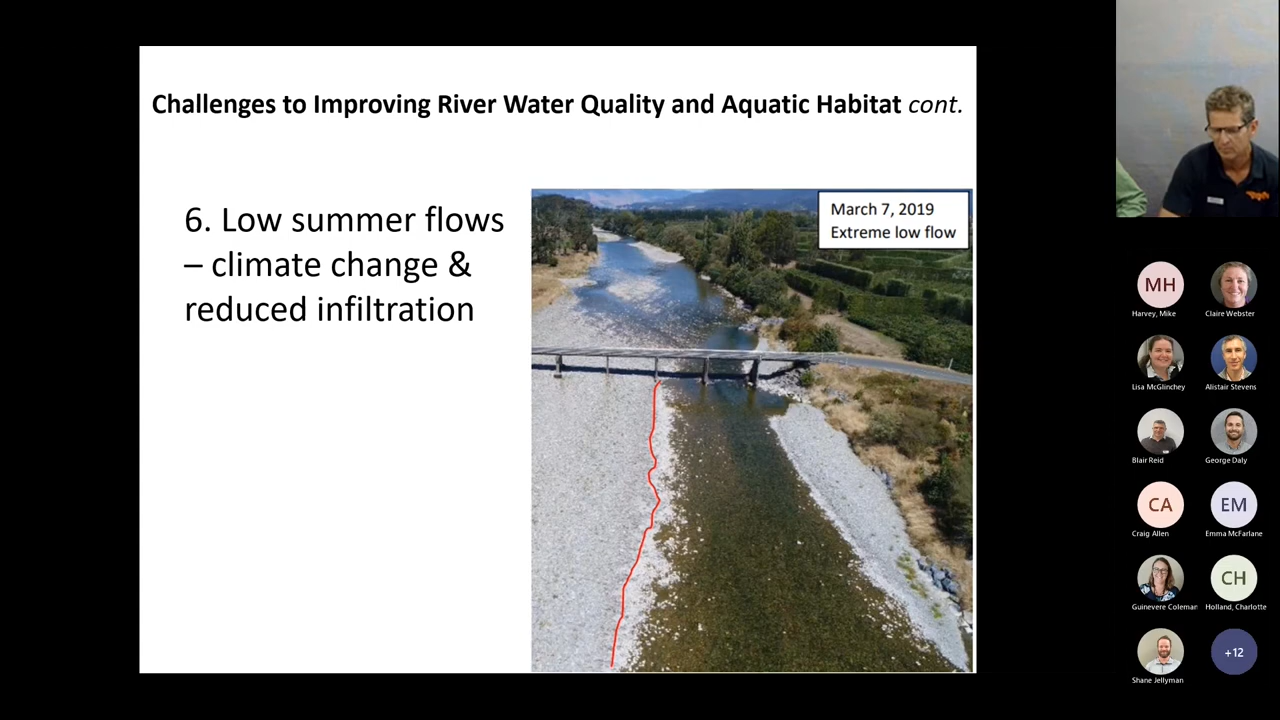 Challenges to Improving River Water Quality and Aquatic Habitat cont.
6. Low summer flows
– climate change &
reduced infiltration
March 7, 2019
Extreme low flow
MH
Harvey, Mike
Claire Webster
Lisa McGlinchey
Alistair Stevens
Blair Reid
George Daly
CA
Craig Allen
EM
Emma McFarlane
Guinevere Coleman
CH
Holland, Charlotte
Shane Jellyman
+12